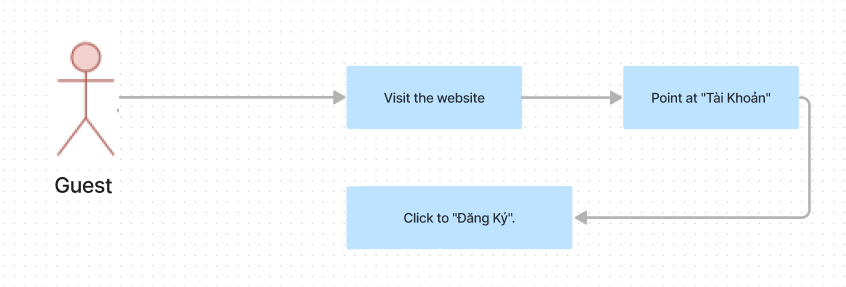 Visit the website
Point at "Tài Khoản"
Guest
Click to "Đăng Ký".